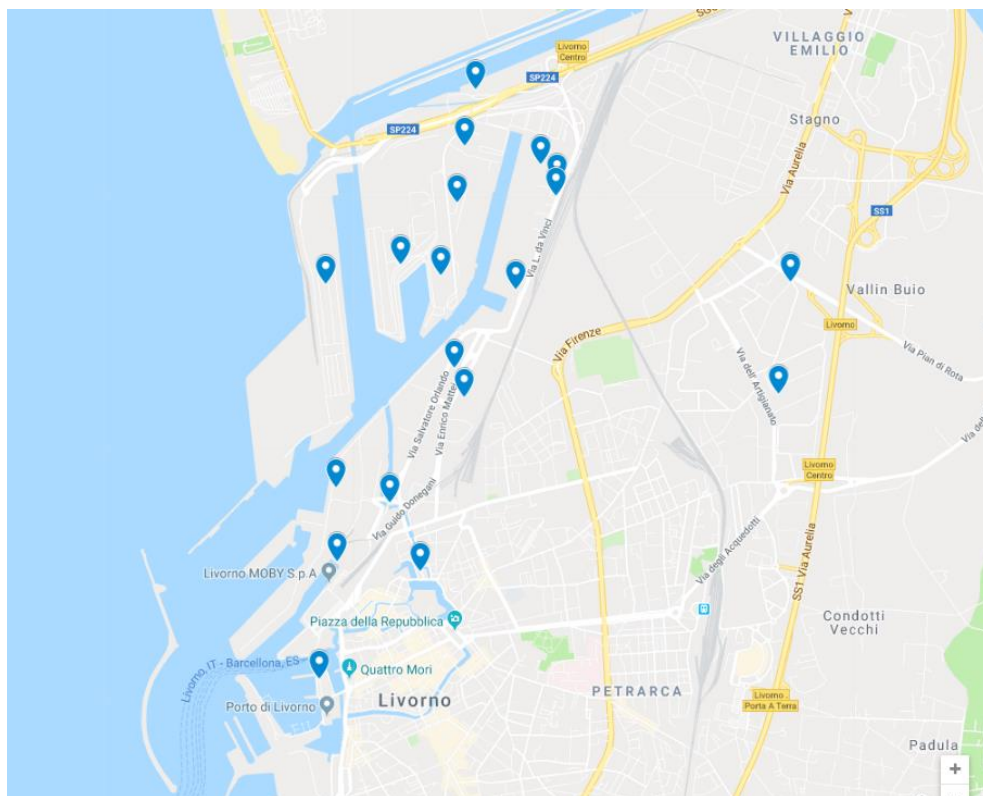 SGC
Livorno
Centro
VILLAGGIO
EMILIO
SP224
SP224
Stagno
Via Aurelia
SS1
Via L. da Vinci
Vallin Buio
Livorno
Via Firenze
Via Pian di Rota
Via dell' Artigianato
Via Salvatore Orlando
Via Enrico Mattei
Via dell
Livorno
Centro
Via Guido Donegani
Via degli Acquedotti
SS1 Via Aurelia
Livorno MOBY S.p.A
Piazza della Repubblica
Condotti
Vecchi
Livorno, IT - Barcellona, ES
Quattro Mori
PETRARCA
Livorno
Porta A Terra
Livorno
Porto di Livorno
Padula
+